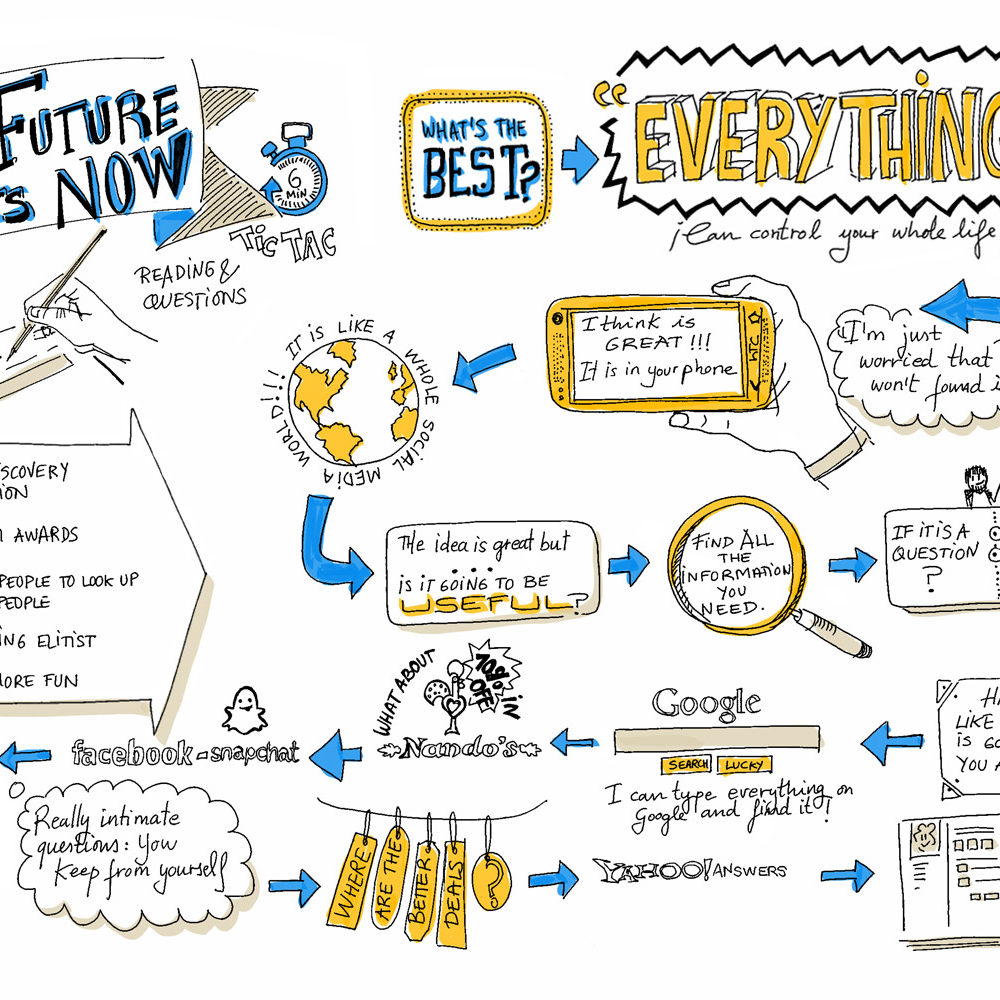 FUTURE
IS NOW
6
MIN
TIC TAC
READING &
QUESTIONS
WHAT'S THE
BEST?
"EVERYTHING
i Can control your whole life
I'm just
worried that
won't found i
I think is
GREAT!!!
It is in your phone
HTC
IT IS LIKE A WHOLE SOCIAL MEDIA WORLD!!!
SCOVERY
ION
AWARDS
PEOPLE TO LOOK UP
PEOPLE
ING ELITIST
MORE FUN
The idea is great but
...
is it GOING TO BE
USEFUL?
FIND ALL
THE
INFORMATION
YOU
NEED.
IF IT IS A
QUESTION
?
HA
LIKE
IS GO
YOU A
Google
SEARCH LUCKY
I can type everything on
Google and find it!
WHAT ABOUT
10% IN
OFF
Nando's
facebook - snapchat
Really intimate
questions: You
Keep from yourself
WHERE
ARE THE
BETTER
DEALS
?
YAHOO! ANSWERS